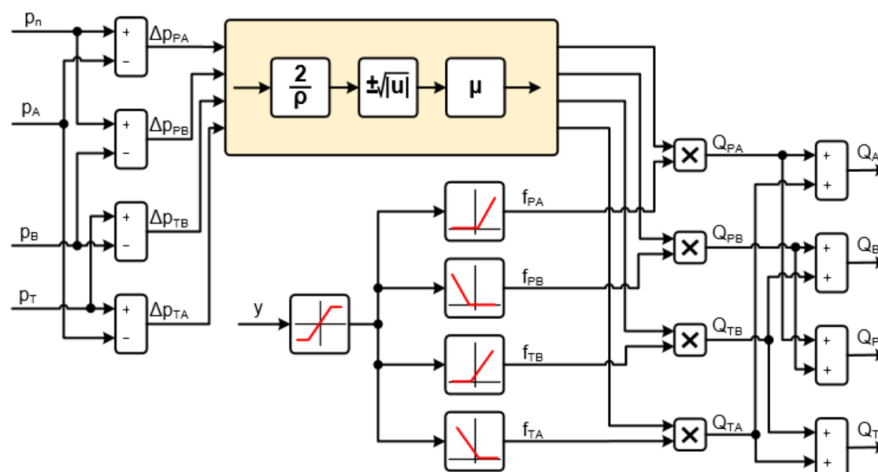 pn
pA
pB
pT
+
−
+
−
+
−
+
−
ΔpPA
ΔpPB
ΔpTB
ΔpTA
2
ρ
±√|u|
μ
y
fPA
fPB
fTB
fTA
×
×
×
×
QPA
QPB
QTB
QTA
+
+
+
+
+
+
+
+
QA
QB
QP
QT